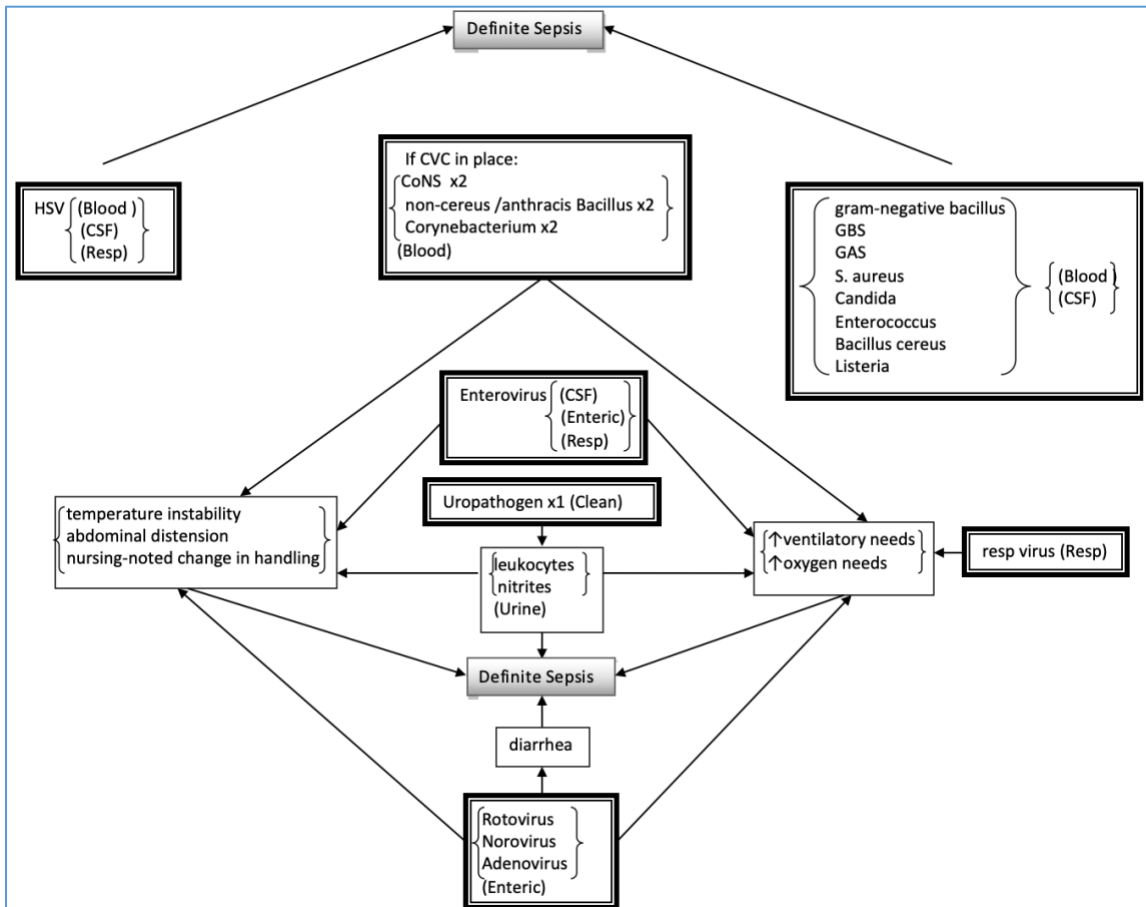 Definite Sepsis
HSV
(Blood )
(CSF)
(Resp)
If CVC in place:
CoNS x2
non-cereus /anthracis Bacillus x2
Corynebacterium x2
(Blood)
gram-negative bacillus
GBS
GAS
S. aureus
Candida
Enterococcus
Bacillus cereus
Listeria
(Blood )
(CSF)
Enterovirus
(CSF)
(Enteric)
(Resp)
Uropathogen x1 (Clean)
temperature instability
abdominal distension
nursing-noted change in handling
leukocytes
nitrites
(Urine)
↑ventilatory needs
↑oxygen needs
resp virus (Resp)
Definite Sepsis
diarrhea
Rotovirus
Norovirus
Adenovirus
(Enteric)